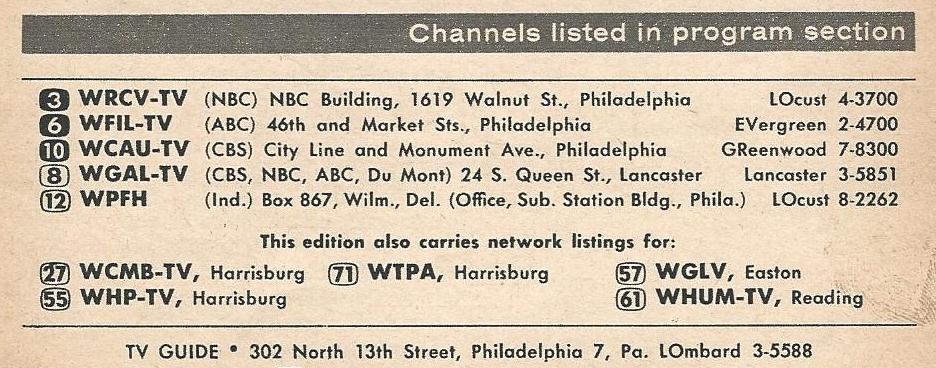 Channels listed in program section
3 WRCV-TV (NBC) NBC Building, 1619 Walnut St., Philadelphia LOcust 4-3700
6 WFIL-TV (ABC) 46th and Market Sts., Philadelphia EVergreen 2-4700
10 WCAU-TV (CBS) City Line and Monument Ave., Philadelphia GReenwood 7-8300
8 WGAL-TV (CBS, NBC, ABC, Du Mont) 24 S. Queen St., Lancaster Lancaster 3-5851
12 WPFH (Ind.) Box 867, Wilm., Del. (Office, Sub. Station Bldg., Phila.) LOcust 8-2262
This edition also carries network listings for:
27 WCMB-TV, Harrisburg 71 WTPA, Harrisburg 57 WGLV, Easton
55 WHP-TV, Harrisburg 61 WHUM-TV, Reading
TV GUIDE • 302 North 13th Street, Philadelphia 7, Pa. LOmbard 3-5588